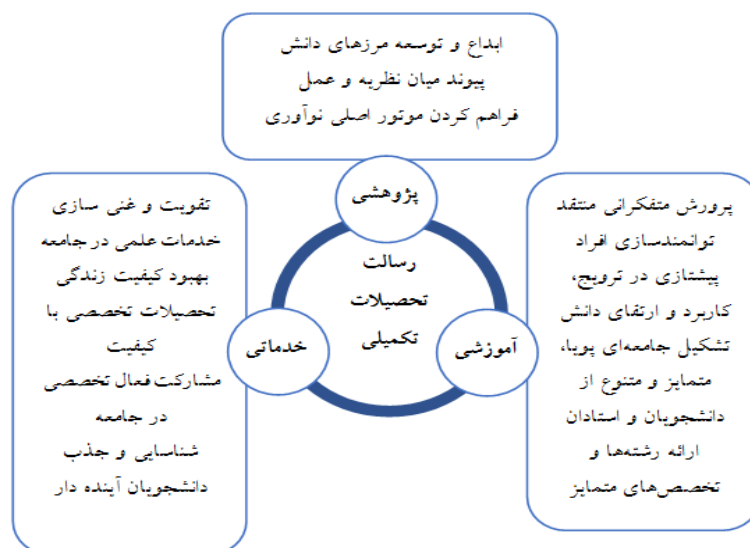 ابداع و توسعه مرزهای دانش
پیوند میان نظریه و عمل
فراهم کردن موتور اصلی نوآوری
پژوهشی
پرورش متفکرانی منتقد
توانمندسازی افراد
پیشتازی در ترویج،
کاربرد و ارتقای دانش
تشکیل جامعه‌ای پویا،
متمایز و متنوع از
دانشجویان و استادان
ارائه رشته‌ها و
تخصص‌های متمایز
آموزشی
رسالت
تحصیلات
تکمیلی
خدماتی
تقویت و غنی سازی
خدمات علمی در جامعه
بهبود کیفیت زندگی
تحصیلات تخصصی با
کیفیت
مشارکت فعال تخصصی
در جامعه
شناسایی و جذب
دانشجویان آینده دار